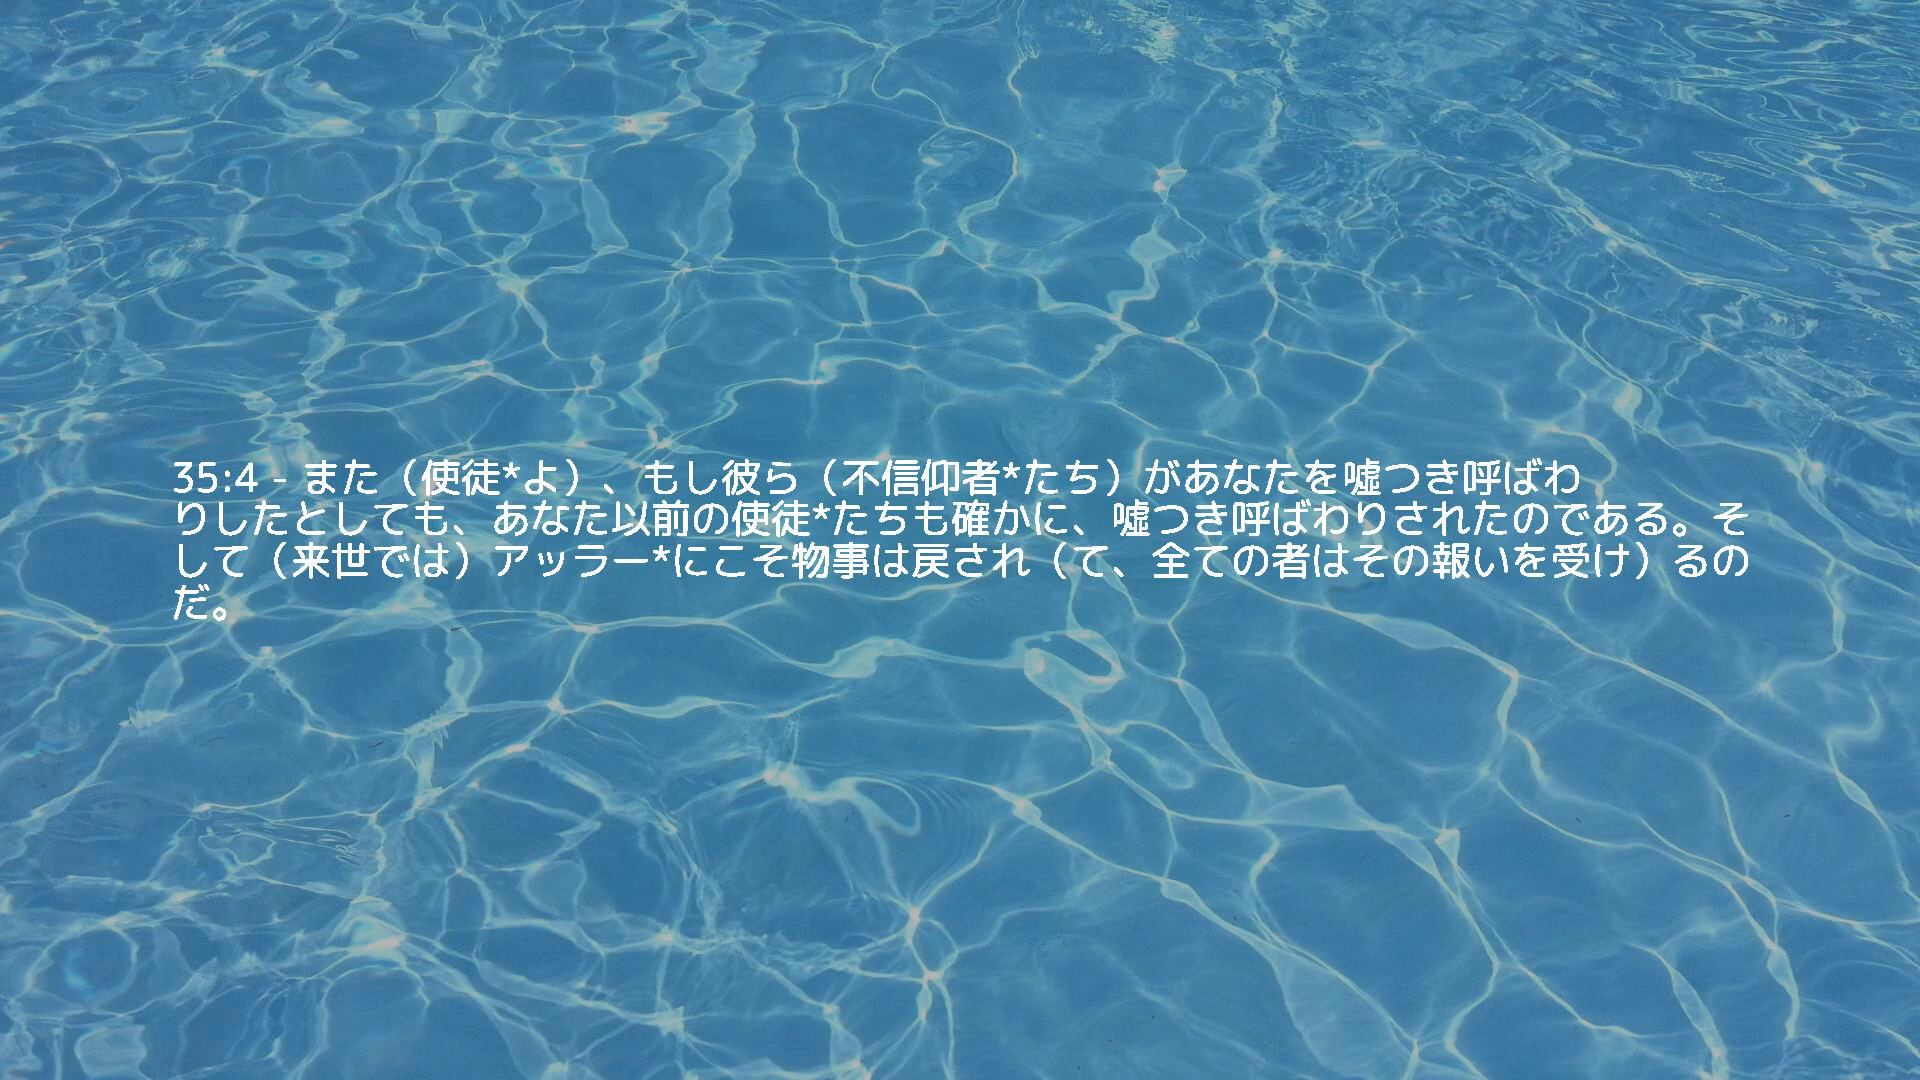 35:4 - また（使徒*よ）、もし彼ら（不信仰者*たち）があなたを嘘つき呼ばわ
りしたとしても、あなた以前の使徒*たちも確かに、嘘つき呼ばわりされたのである。そ
して（来世では）アッラー*にこそ物事は戻され（て、全ての者はその報いを受け）るの
だ。